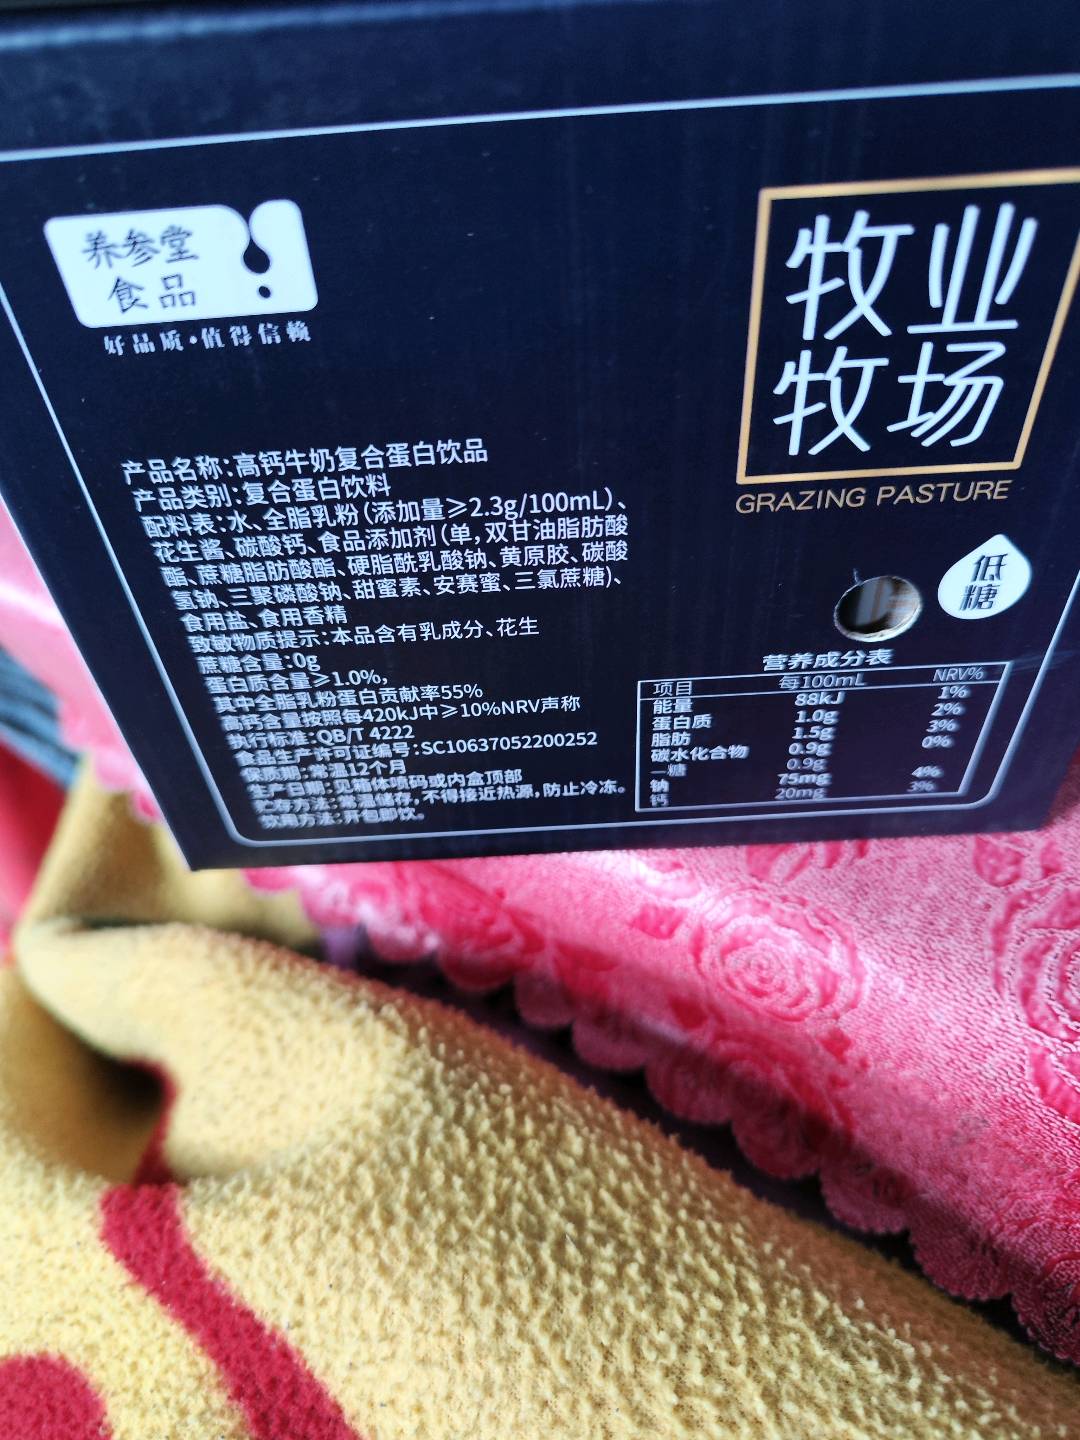 养参堂
食品
好品质·值得信赖
牧业
牧场
GRAZING PASTURE
低
糖
产品名称:高钙牛奶复合蛋白饮品
产品类别:复合蛋白饮料
配料表:水、全脂乳粉(添加量≥2.3g/100mL)、
花生酱、碳酸钙、食品添加剂(单,双甘油脂肪酸
酯、蔗糖脂肪酸酯、硬脂酰乳酸钠、黄原胶、碳酸
氢钠、三聚磷酸钠、甜蜜素、安赛蜜、三氯蔗糖)、
食用盐、食用香精
致敏物质提示:本品含有乳成分、花生
蔗糖含量:0g
蛋白质含量≥1.0%,
其中全脂乳粉蛋白贡献率55%
高钙含量按照每420kJ中≥10%NRV声称
执行标准:QB/T 4222
食品生产许可证编号:SC10637052200252
保质期:常温12个月
生产日期:见箱体喷码或内盒顶部
贮存方法:常温储存,不得接近热源,防止冷冻。
饮用方法:开包即饮。
营养成分表
项目 每100mL NRV%
能量 88kJ 1%
蛋白质 1.0g 2%
脂肪 1.5g 3%
碳水化合物 0.9g 0%
—糖 0.9g
钠 75mg 4%
钙 20mg 3%